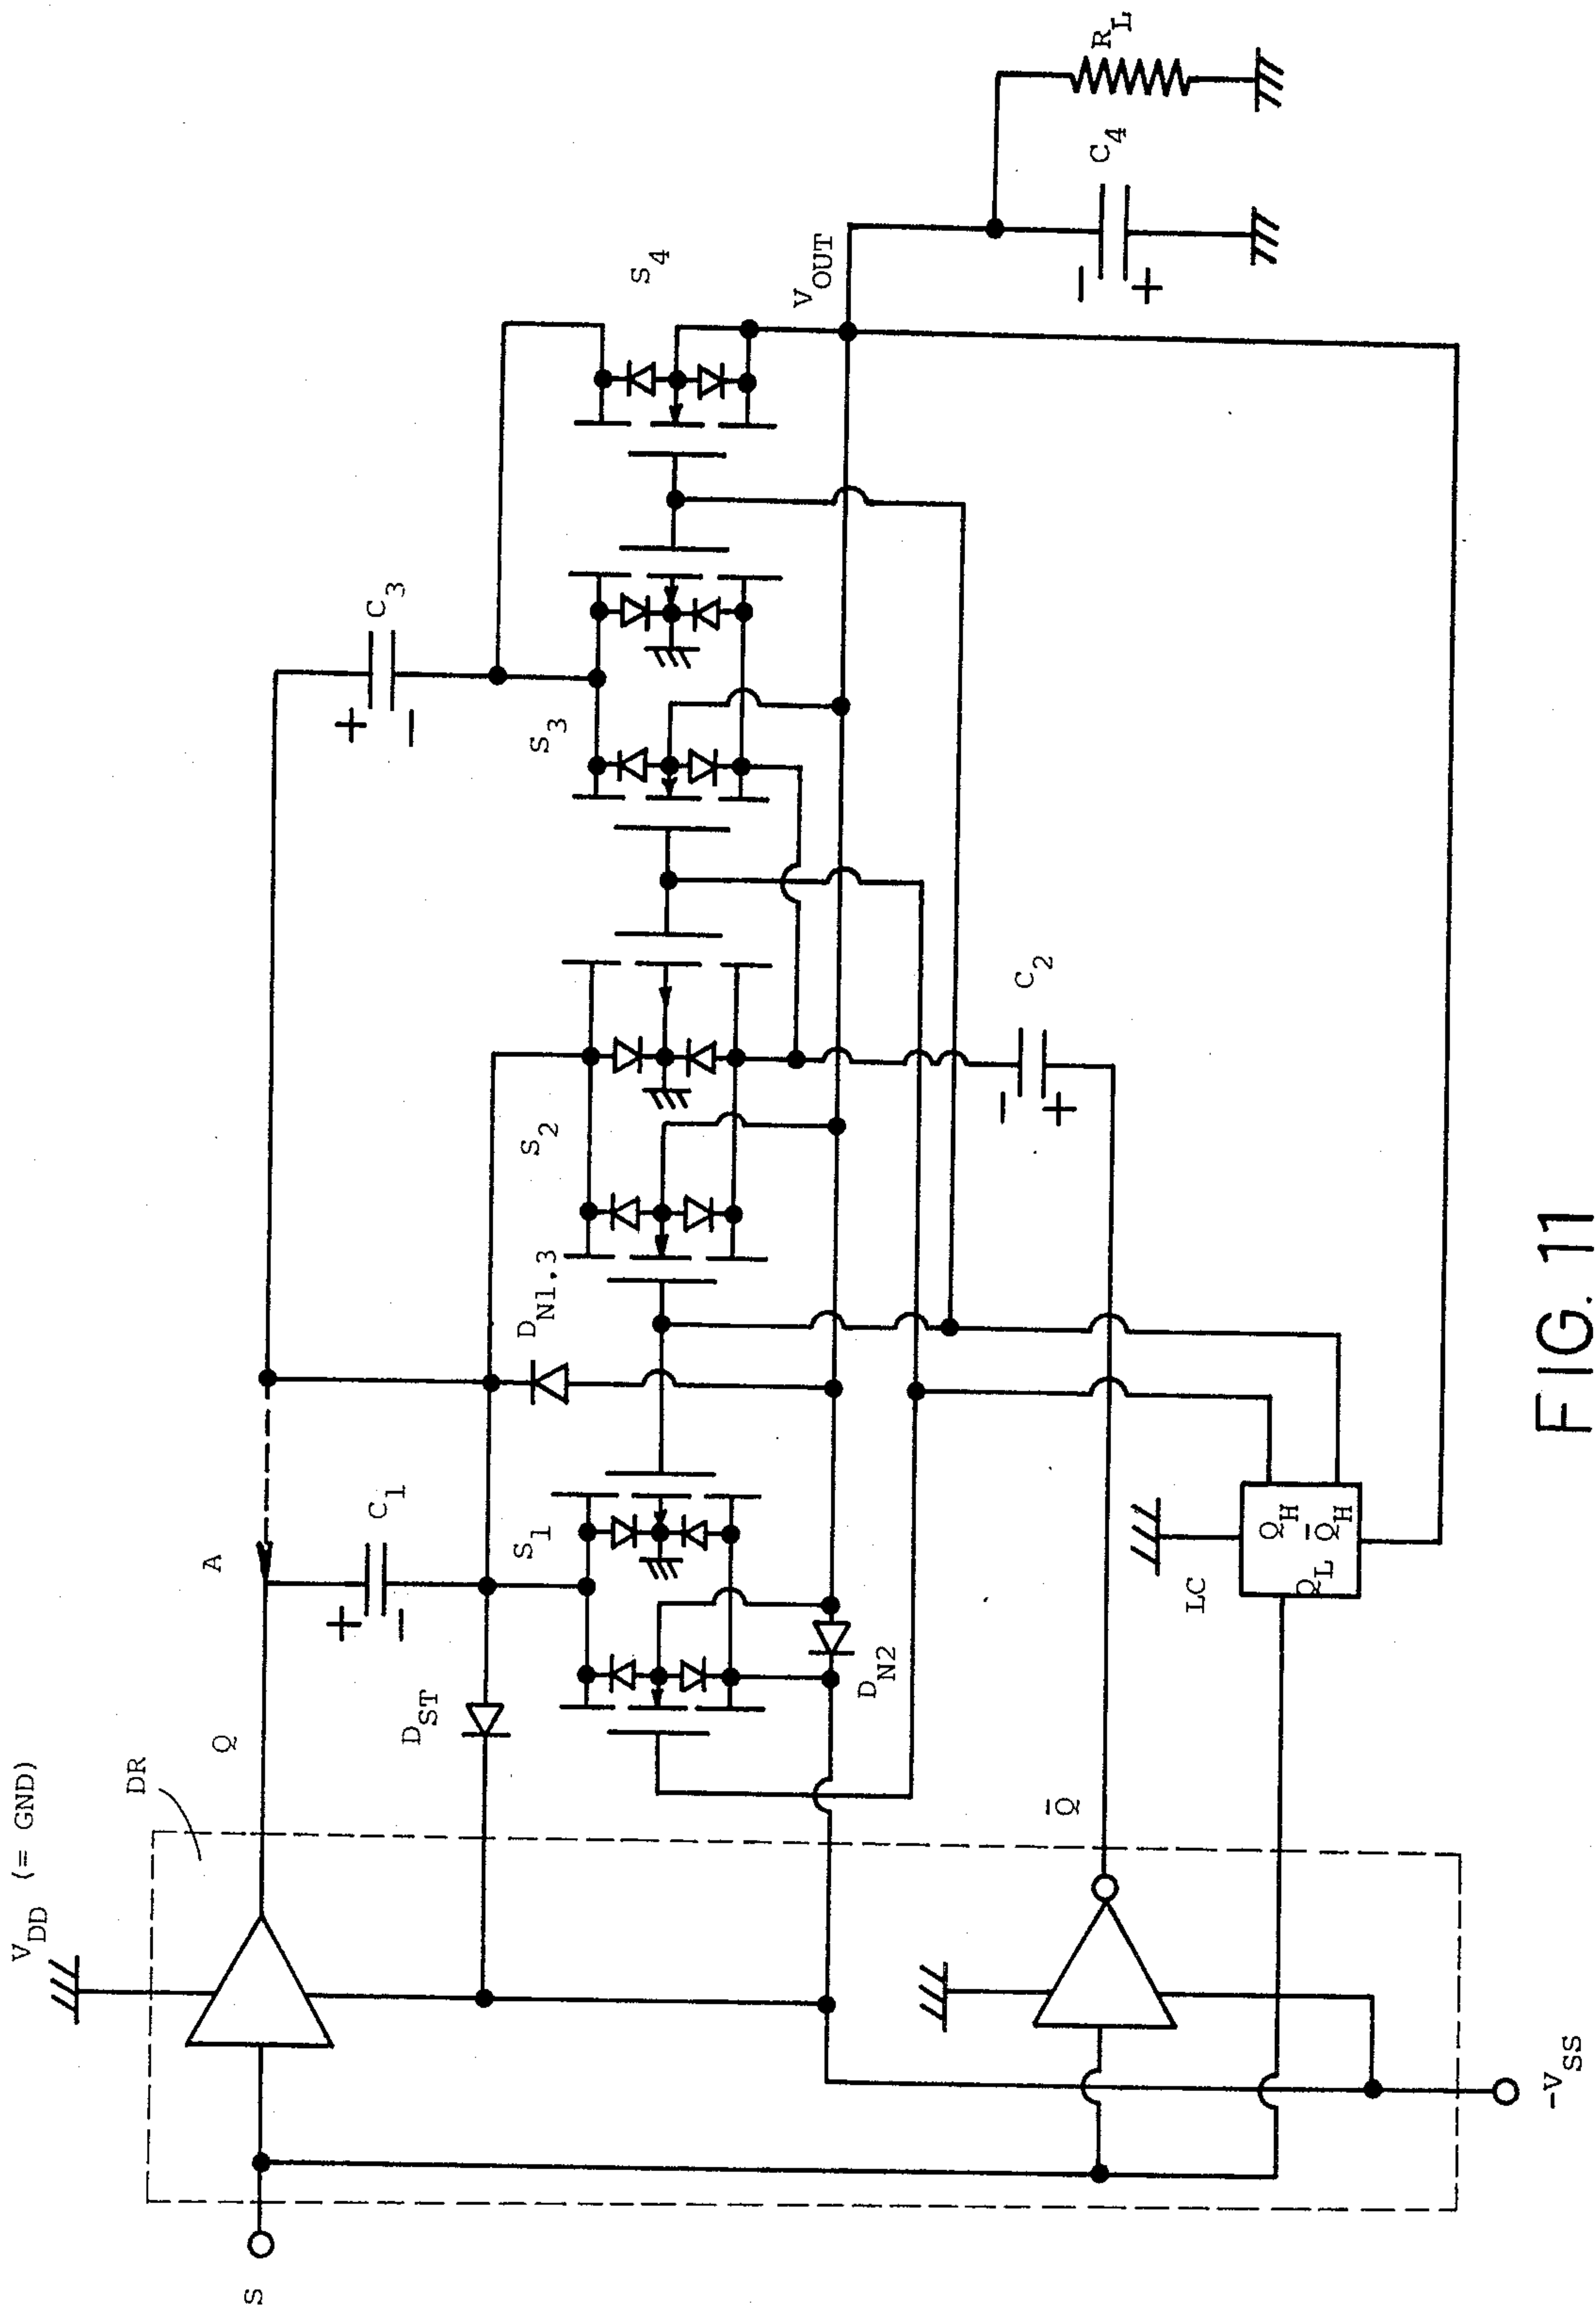 V_DD (= GND)
DR
S
Q
A
C_1
D_ST
S_1
D_N2
D_N1.3
S_2
C_2
S_3
C_3
S_4
V_OUT
C_4
R_L
+
−
+
−
−
+
−
+
Q̅
LC
Q_H
Q̅_H
Q_L
-V_SS
FIG. 11